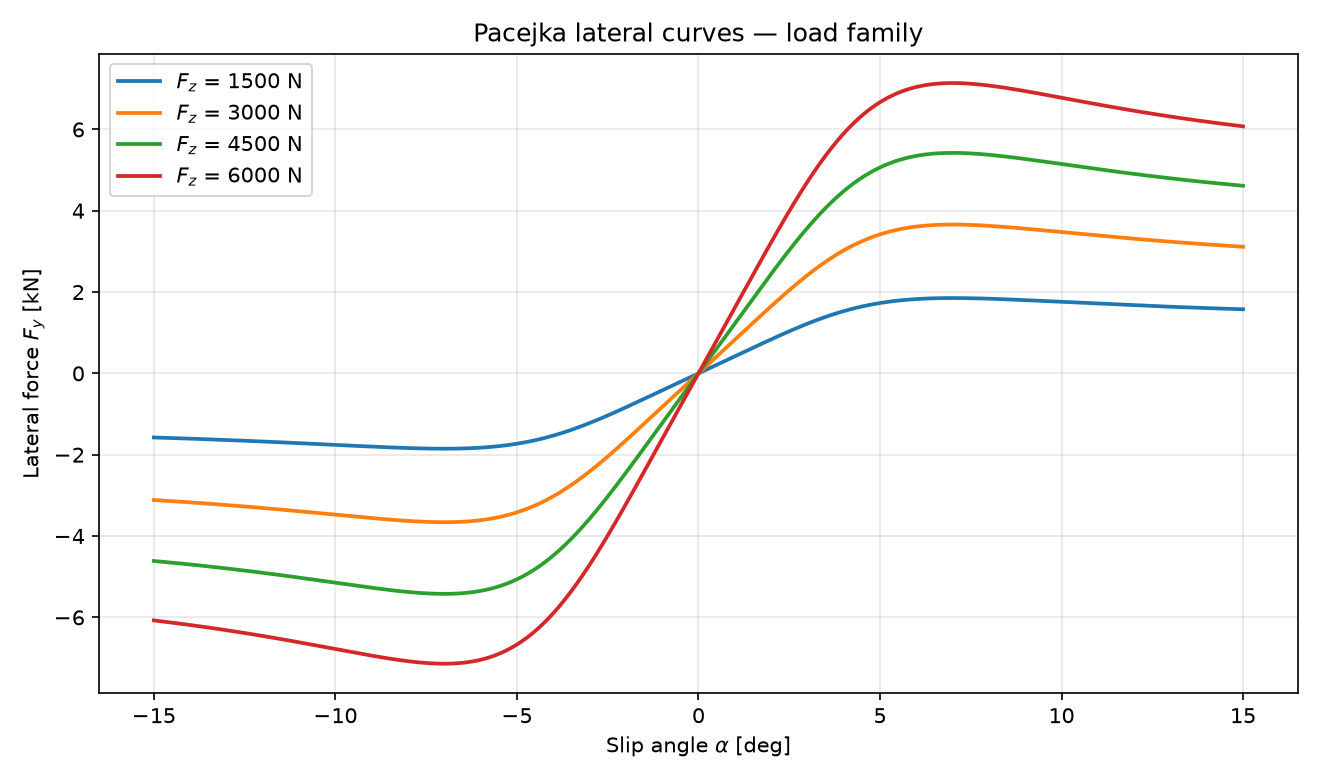 Pacejka lateral curves — load family
F_z = 1500 N
F_z = 3000 N
F_z = 4500 N
F_z = 6000 N
Lateral force F_y [kN]
6
4
2
0
−2
−4
−6
−15 −10 −5 0 5 10 15
Slip angle α [deg]